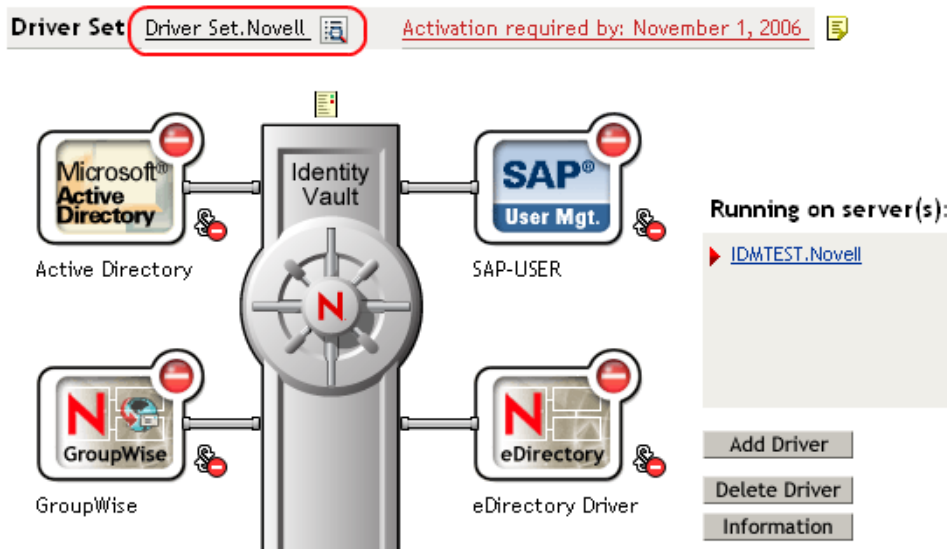 Driver Set Driver Set.Novell Activation required by: November 1, 2006
Identity
Vault
Microsoft®
Active
Directory
Active Directory
SAP®
User Mgt.
SAP-USER
Running on server(s):
IDMTEST.Novell
N
N
GroupWise
GroupWise
N
eDirectory
eDirectory Driver
Add Driver
Delete Driver
Information